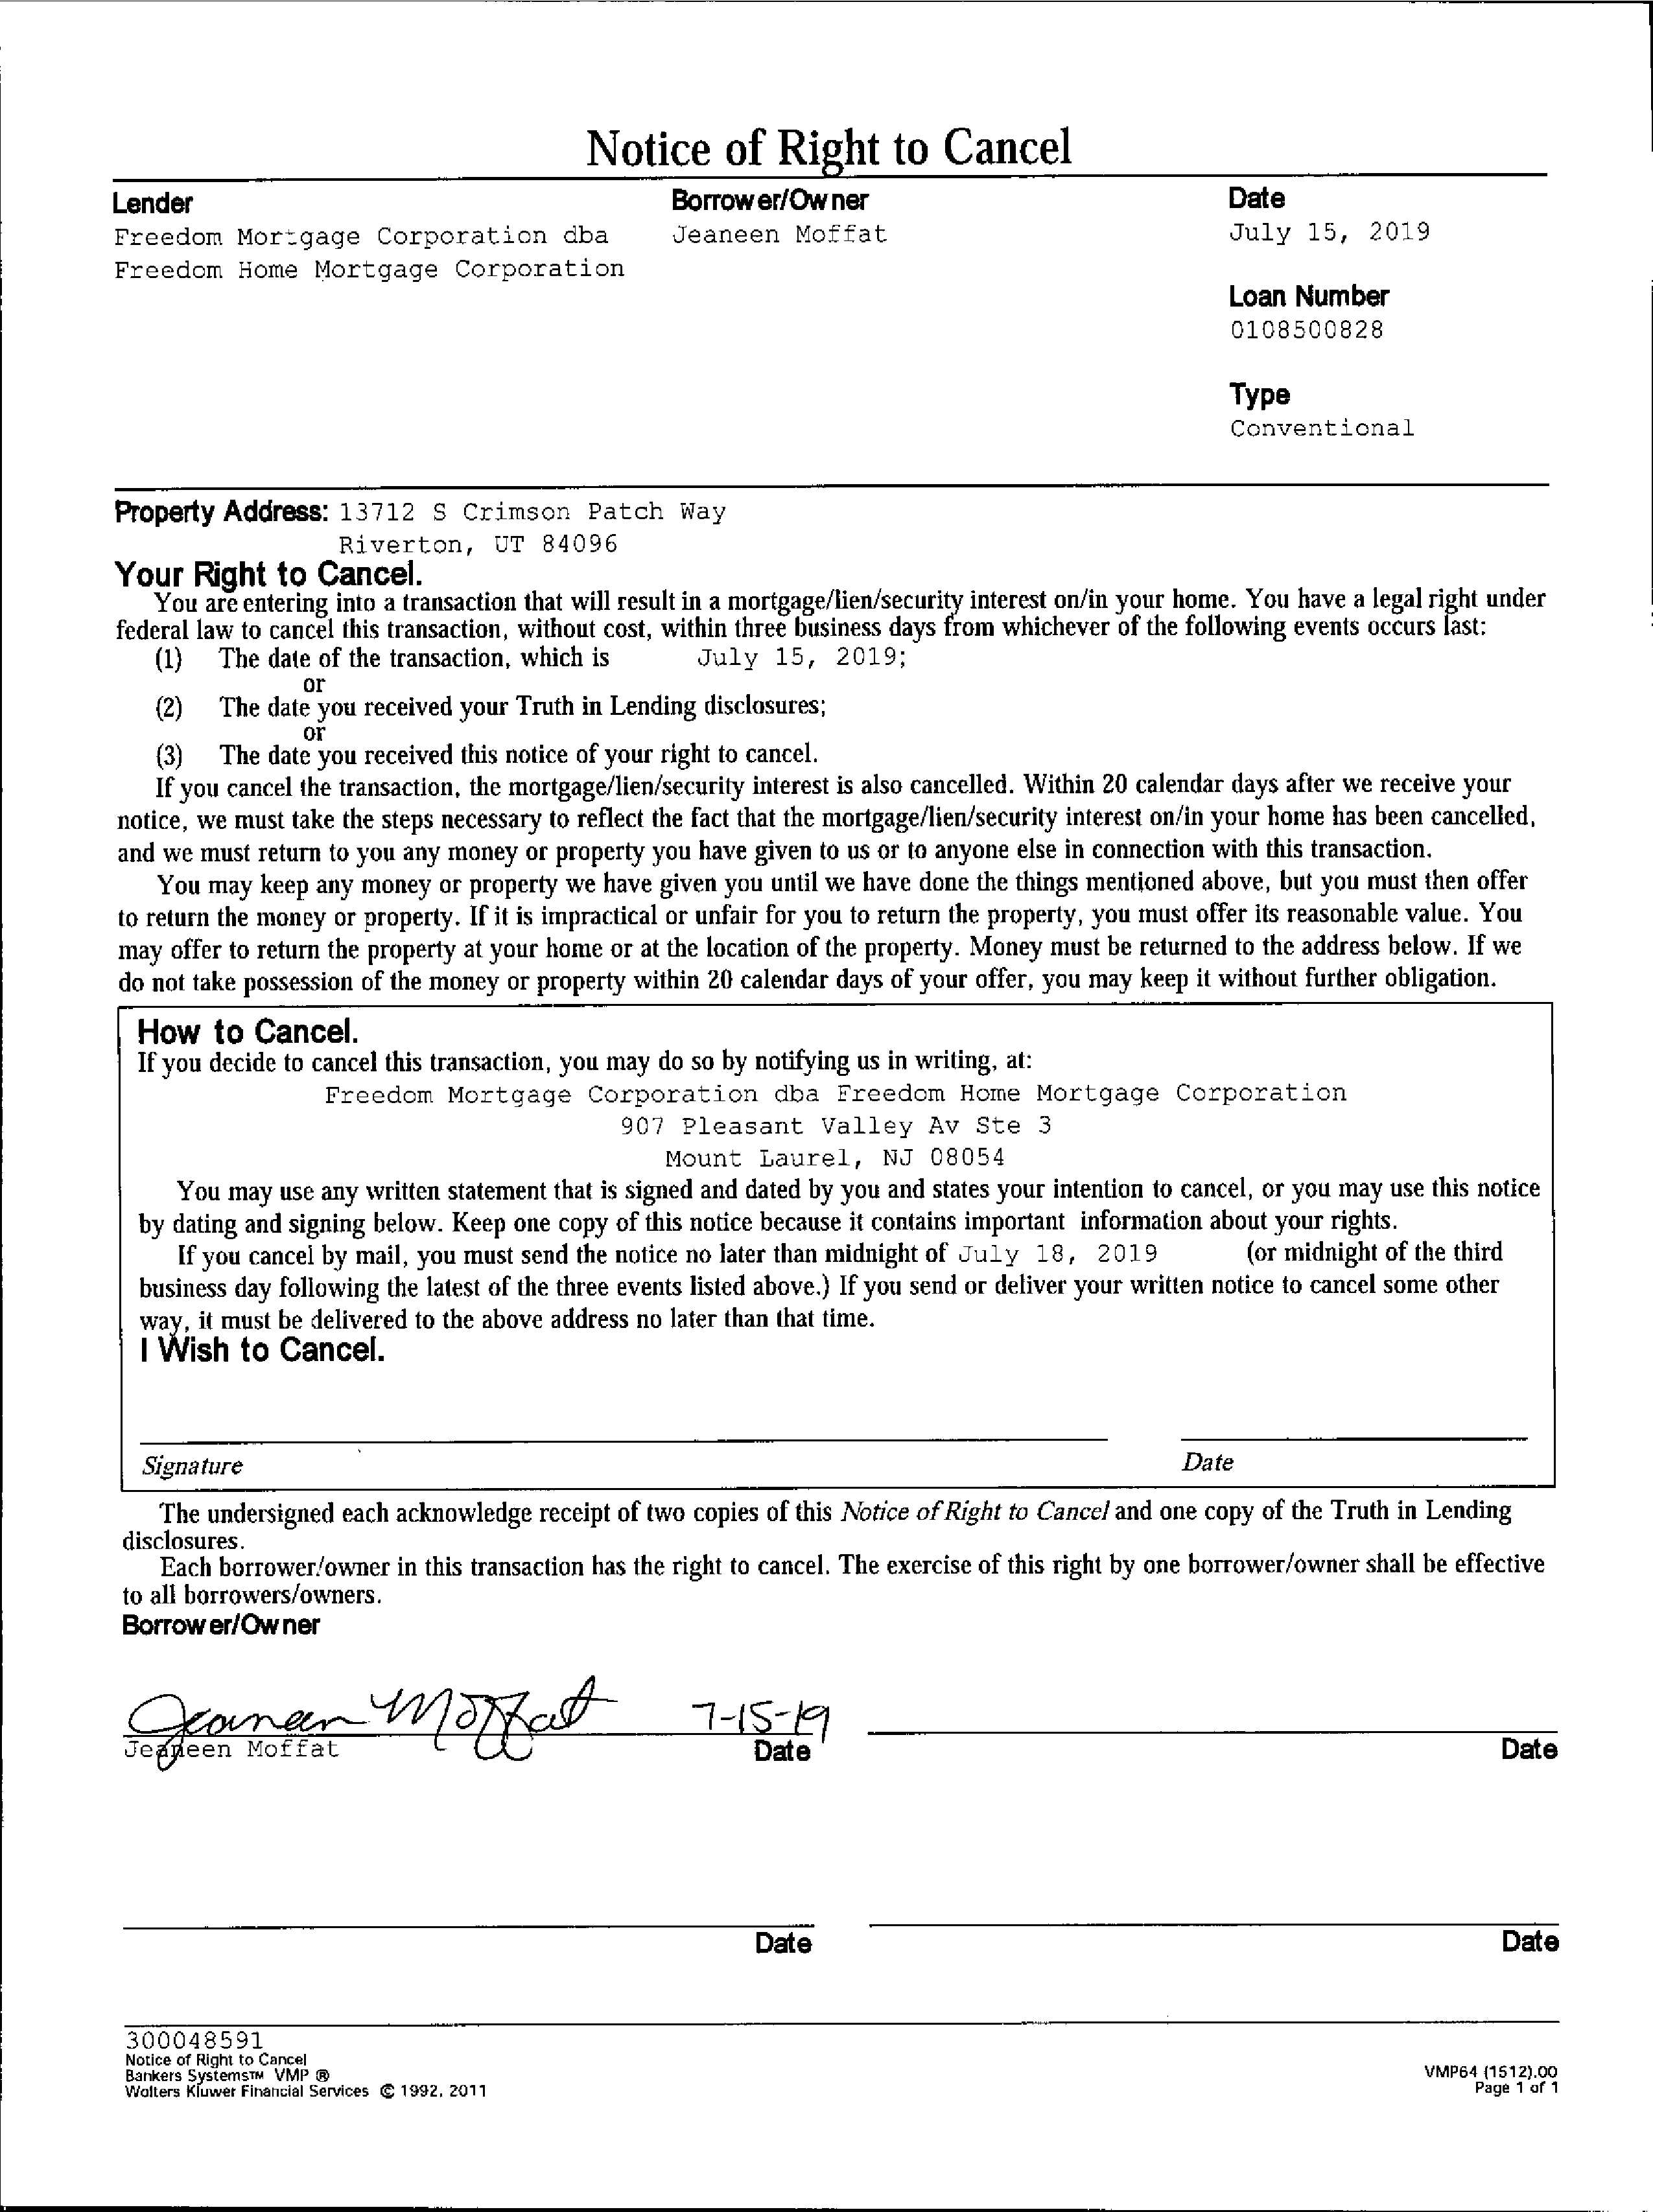 Notice of Right to Cancel
Lender
Borrower/Owner
Date
Freedom Mortgage Corporation dba
Jeaneen Moffat
July 15, 2019
Freedom Home Mortgage Corporation
Loan Number
0108500828
Type
Conventional
Property Address: 13712 S Crimson Patch Way
Riverton, UT 84096
Your Right to Cancel.
You are entering into a transaction that will result in a mortgage/lien/security interest on/in your home. You have a legal right under
federal law to cancel this transaction, without cost, within three business days from whichever of the following events occurs last:
(1) The date of the transaction, which is July 15, 2019;
or
(2) The date you received your Truth in Lending disclosures;
or
(3) The date you received this notice of your right to cancel.
If you cancel the transaction, the mortgage/lien/security interest is also cancelled. Within 20 calendar days after we receive your
notice, we must take the steps necessary to reflect the fact that the mortgage/lien/security interest on/in your home has been cancelled,
and we must return to you any money or property you have given to us or to anyone else in connection with this transaction.
You may keep any money or property we have given you until we have done the things mentioned above, but you must then offer
to return the money or property. If it is impractical or unfair for you to return the property, you must offer its reasonable value. You
may offer to return the property at your home or at the location of the property. Money must be returned to the address below. If we
do not take possession of the money or property within 20 calendar days of your offer, you may keep it without further obligation.
How to Cancel.
If you decide to cancel this transaction, you may do so by notifying us in writing, at:
Freedom Mortgage Corporation dba Freedom Home Mortgage Corporation
907 Pleasant Valley Av Ste 3
Mount Laurel, NJ 08054
You may use any written statement that is signed and dated by you and states your intention to cancel, or you may use this notice
by dating and signing below. Keep one copy of this notice because it contains important information about your rights.
If you cancel by mail, you must send the notice no later than midnight of July 18, 2019 (or midnight of the third
business day following the latest of the three events listed above.) If you send or deliver your written notice to cancel some other
way, it must be delivered to the above address no later than that time.
I Wish to Cancel.
Signature
Date
The undersigned each acknowledge receipt of two copies of this Notice of Right to Cancel and one copy of the Truth in Lending
disclosures.
Each borrower/owner in this transaction has the right to cancel. The exercise of this right by one borrower/owner shall be effective
to all borrowers/owners.
Borrower/Owner
Jeaneen Moffat 7-15-19
Jeaneen Moffat
Date
Date
Date
Date
300048591
Notice of Right to Cancel
Bankers Systems™ VMP ®
Wolters Kluwer Financial Services © 1992, 2011
VMP64 (1512).00
Page 1 of 1